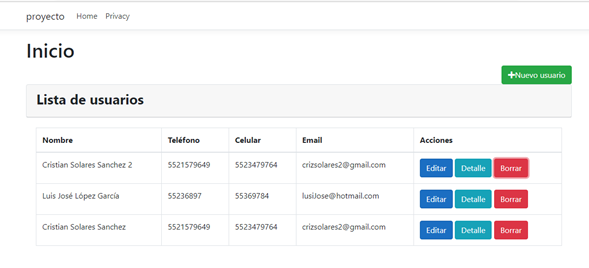 proyecto Home Privacy
Inicio
+Nuevo usuario
Lista de usuarios
Nombre Teléfono Celular Email Acciones
Cristian Solares Sanchez 2 5521579649 5523479764 crizsolares2@gmail.com Editar Detalle Borrar
Luis José López García 55236897 55369784 lusiJose@hotmail.com Editar Detalle Borrar
Cristian Solares Sanchez 5521579649 5523479764 crizsolares2@gmail.com Editar Detalle Borrar